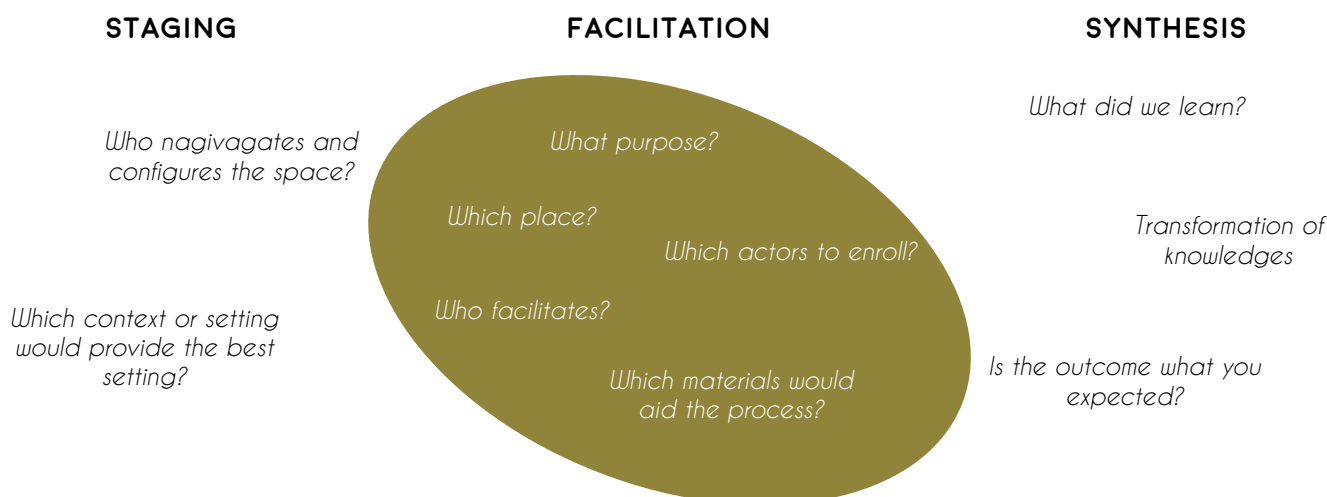 STAGING
Who nagivagates and
configures the space?
Which context or setting
would provide the best
setting?
FACILITATION
What purpose?
Which place?
Which actors to enroll?
Who facilitates?
Which materials would
aid the process?
SYNTHESIS
What did we learn?
Transformation of
knowledges
Is the outcome what you
expected?